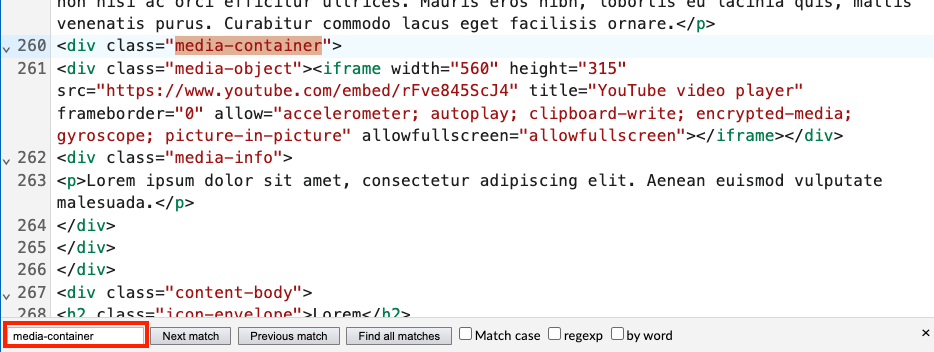 non nisi ac orci efficitur ultrices. Mauris eros nibh, lobortis eu lacinia quis, mattis
venenatis purus. Curabitur commodo lacus eget facilisis ornare.</p>
260 <div class="media-container">
261 <div class="media-object"><iframe width="560" height="315"
src="https://www.youtube.com/embed/rFve845ScJ4" title="YouTube video player"
frameborder="0" allow="accelerometer; autoplay; clipboard-write; encrypted-media;
gyroscope; picture-in-picture" allowfullscreen="allowfullscreen"></iframe></div>
262 <div class="media-info">
263 <p>Lorem ipsum dolor sit amet, consectetur adipiscing elit. Aenean euismod vulputate
malesuada.</p>
264 </div>
265 </div>
266 </div>
267 <div class="content-body">
268 <h2 class="icon-envelope">Lorem</h2>
media-container Next match Previous match Find all matches Match case regexp by word ×